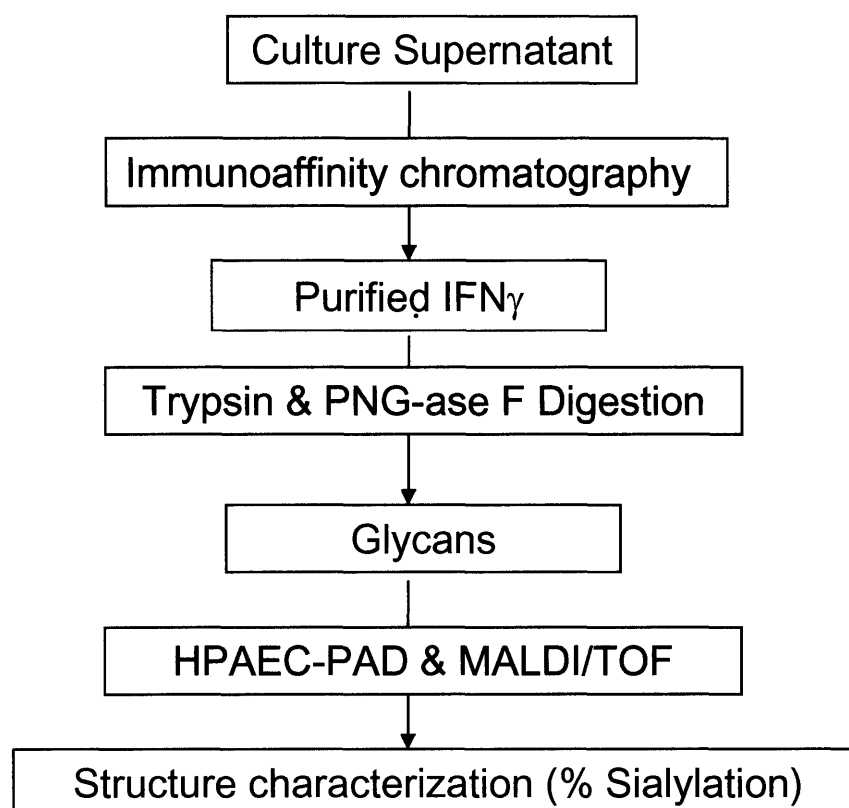 Culture Supernatant
Immunoaffinity chromatography
Purified IFNγ
Trypsin & PNG-ase F Digestion
Glycans
HPAEC-PAD & MALDI/TOF
Structure characterization (% Sialylation)